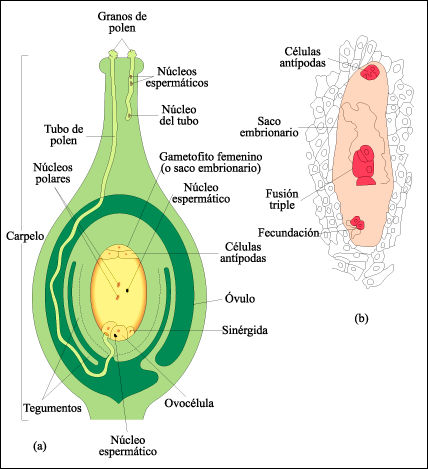 Granos de
polen
Núcleos
espermáticos
Núcleo
del tubo
Tubo de
polen
Gametofito femenino
(o saco embrionario)
Núcleos
polares
Núcleo
espermático
Carpelo
Células
antípodas
Óvulo
Sinérgida
Tegumentos
Ovocélula
Núcleo
espermático
(a)
Células
antípodas
Saco
embrionario
Fusión
triple
Fecundación
(b)